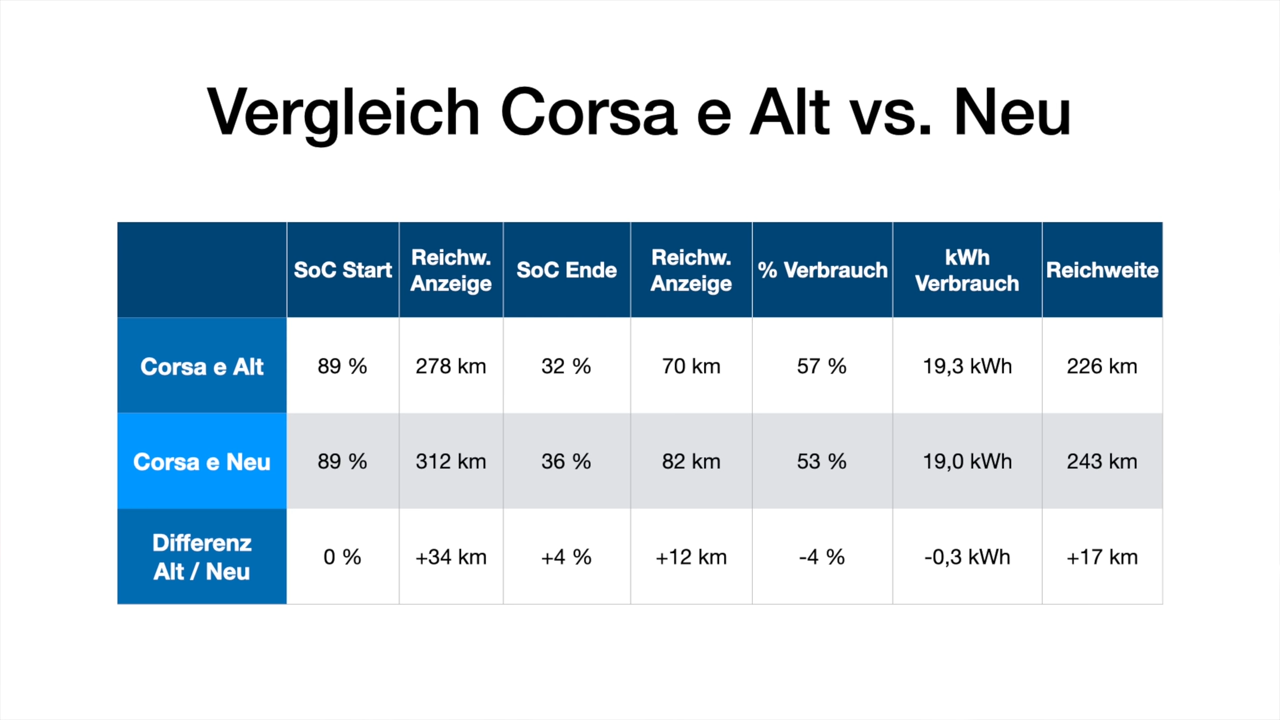 Vergleich Corsa e Alt vs. Neu
SoC Start
Reichw.
Anzeige
SoC Ende
Reichw.
Anzeige
% Verbrauch
kWh
Verbrauch
Reichweite
Corsa e Alt
89 %
278 km
32 %
70 km
57 %
19,3 kWh
226 km
Corsa e Neu
89 %
312 km
36 %
82 km
53 %
19,0 kWh
243 km
Differenz
Alt / Neu
0 %
+34 km
+4 %
+12 km
-4 %
-0,3 kWh
+17 km